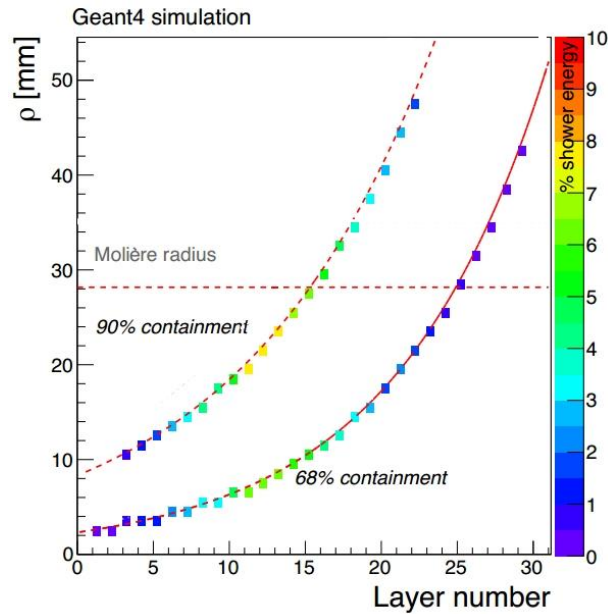 Geant4 simulation
ρ [mm]
50
40
30
20
10
0
Molière radius
90% containment
68% containment
0 5 10 15 20 25 30
Layer number
% shower energy
10
9
8
7
6
5
4
3
2
1
0